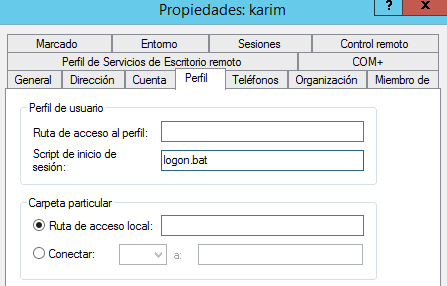 Propiedades: karim
?
x
Marcado
Entorno
Sesiones
Control remoto
Perfil de Servicios de Escritorio remoto
COM+
General
Dirección
Cuenta
Perfil
Teléfonos
Organización
Miembro de
Perfil de usuario
Ruta de acceso al perfil:
Script de inicio de
sesión:
logon.bat
Carpeta particular
Ruta de acceso local:
Conectar:
a: